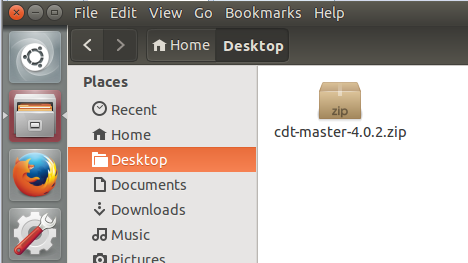 File Edit View Go Bookmarks Help
Home Desktop
Places
Recent
Home
Desktop
Documents
Downloads
Music
Pictures
zip
cdt-master-4.0.2.zip